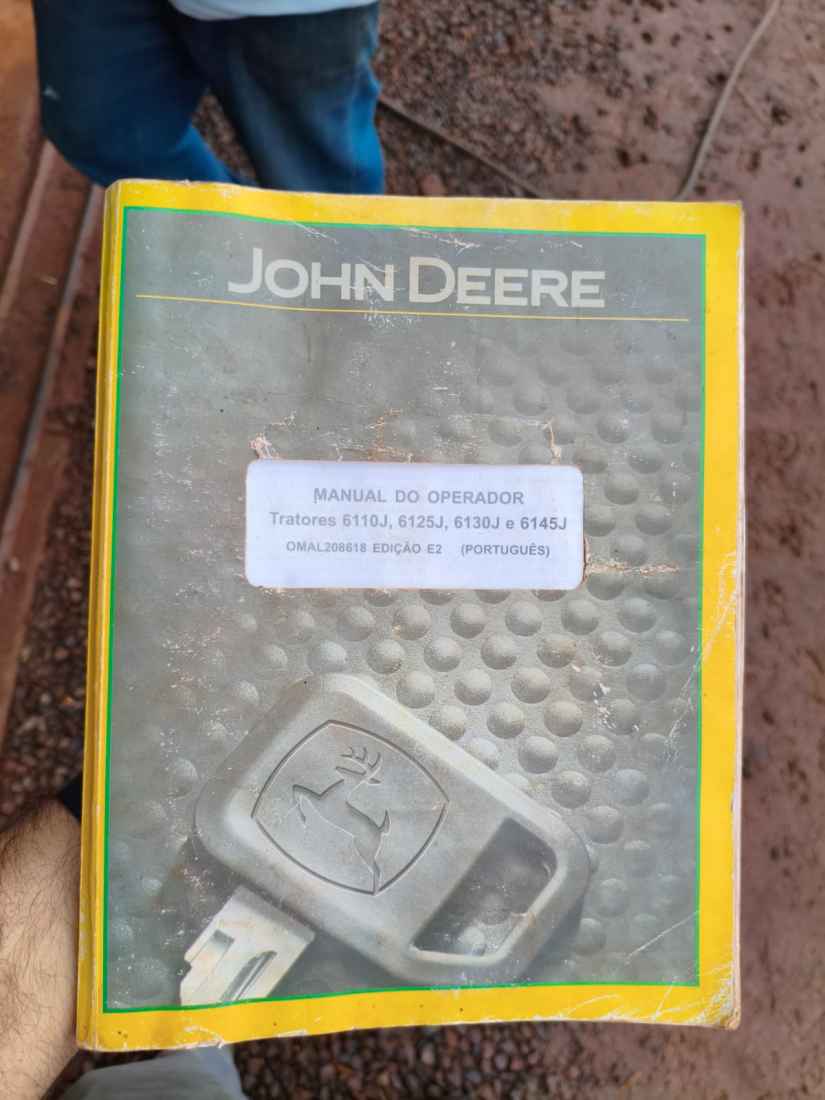 JOHN DEERE
MANUAL DO OPERADOR
Tratores 6110J, 6125J, 6130J e 6145J
OMAL208618 EDIÇÃO E2 (PORTUGUÊS)